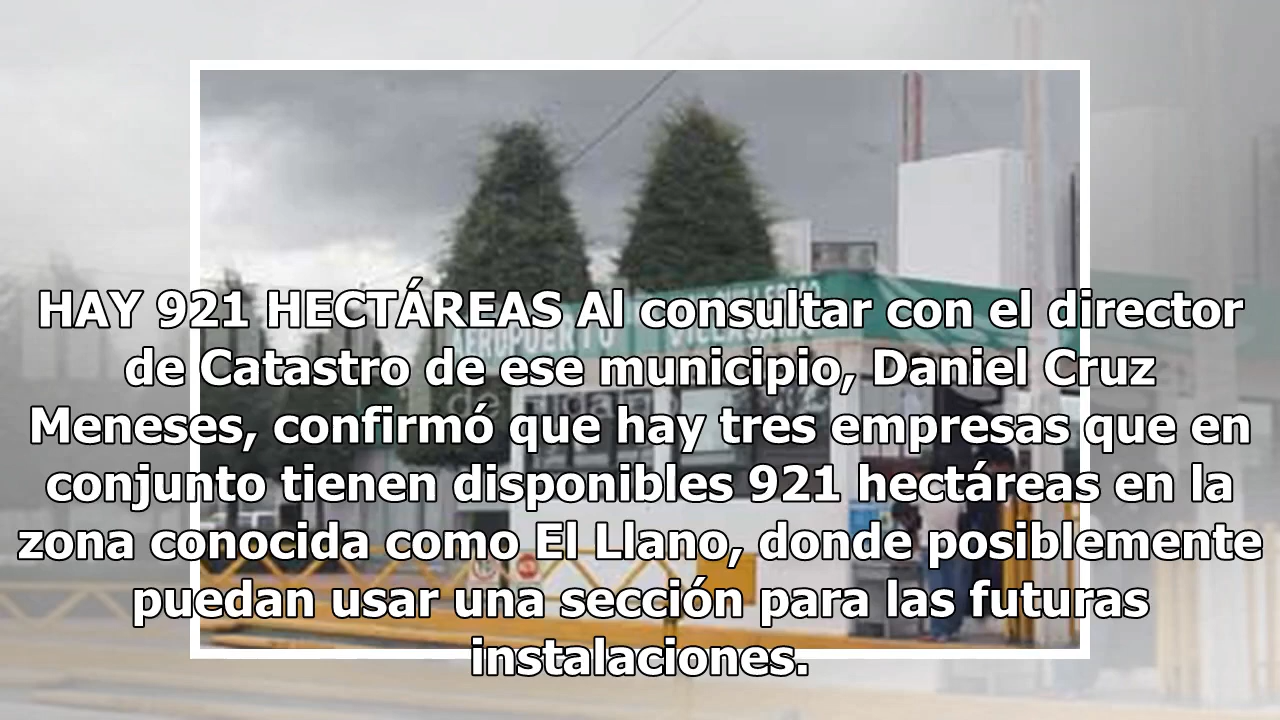 HAY 921 HECTÁREAS Al consultar con el director
de Catastro de ese municipio, Daniel Cruz
Meneses, confirmó que hay tres empresas que en
conjunto tienen disponibles 921 hectáreas en la
zona conocida como El Llano, donde posiblemente
puedan usar una sección para las futuras
instalaciones.
AEROPUERTO